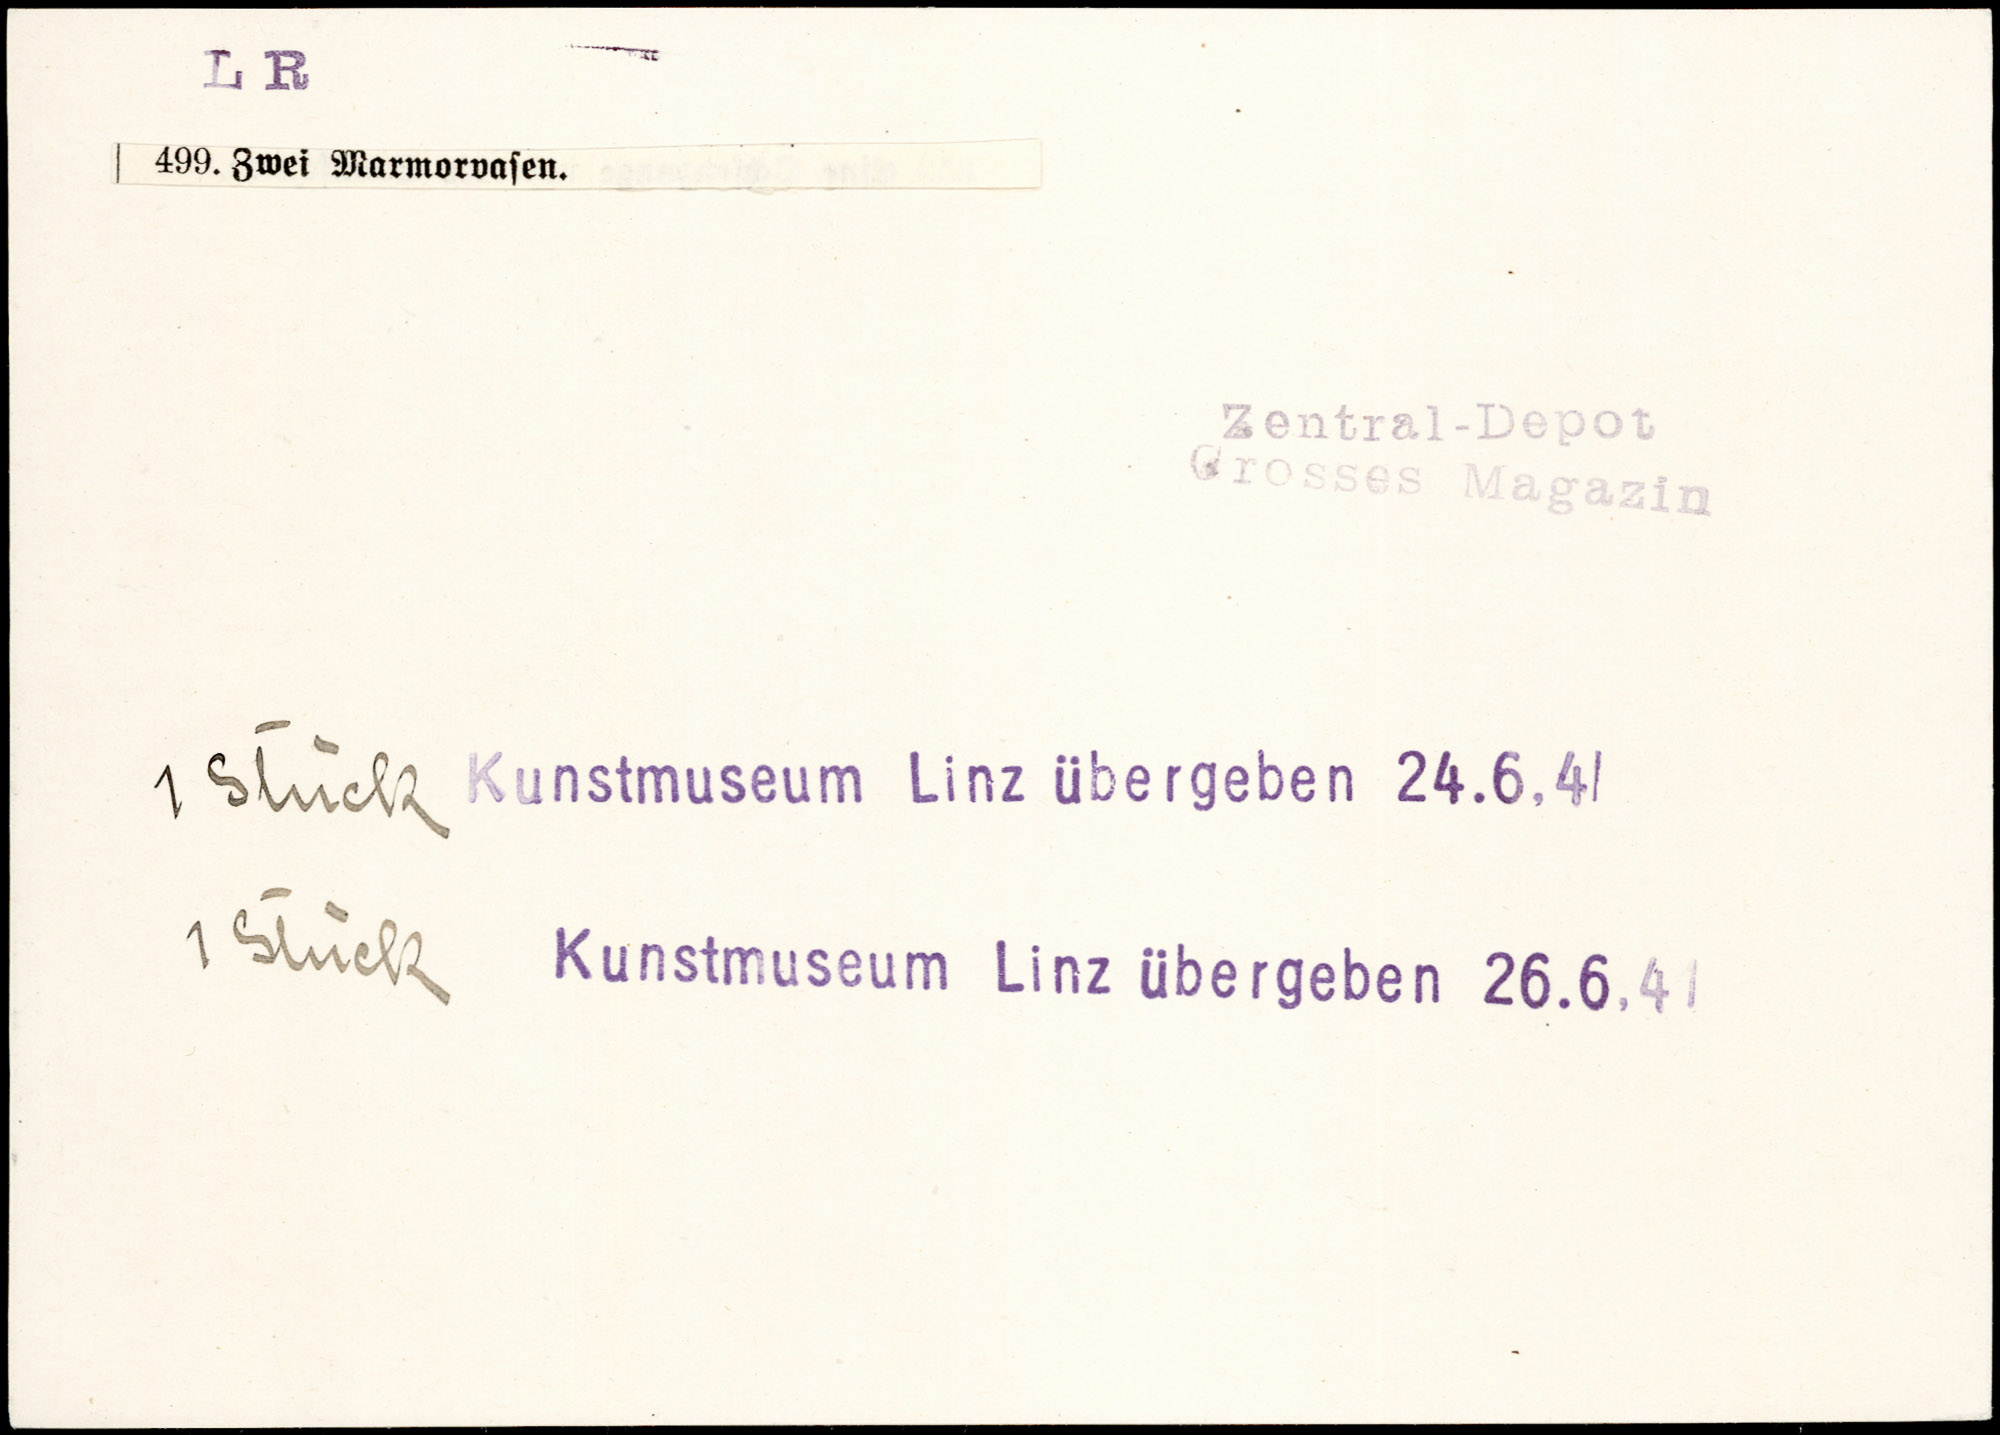 L R
499. Zwei Marmorvasen.
Zentral-Depot
Grosses Magazin
1 Stück Kunstmuseum Linz übergeben 24.6.41
1 Stück Kunstmuseum Linz übergeben 26.6.41